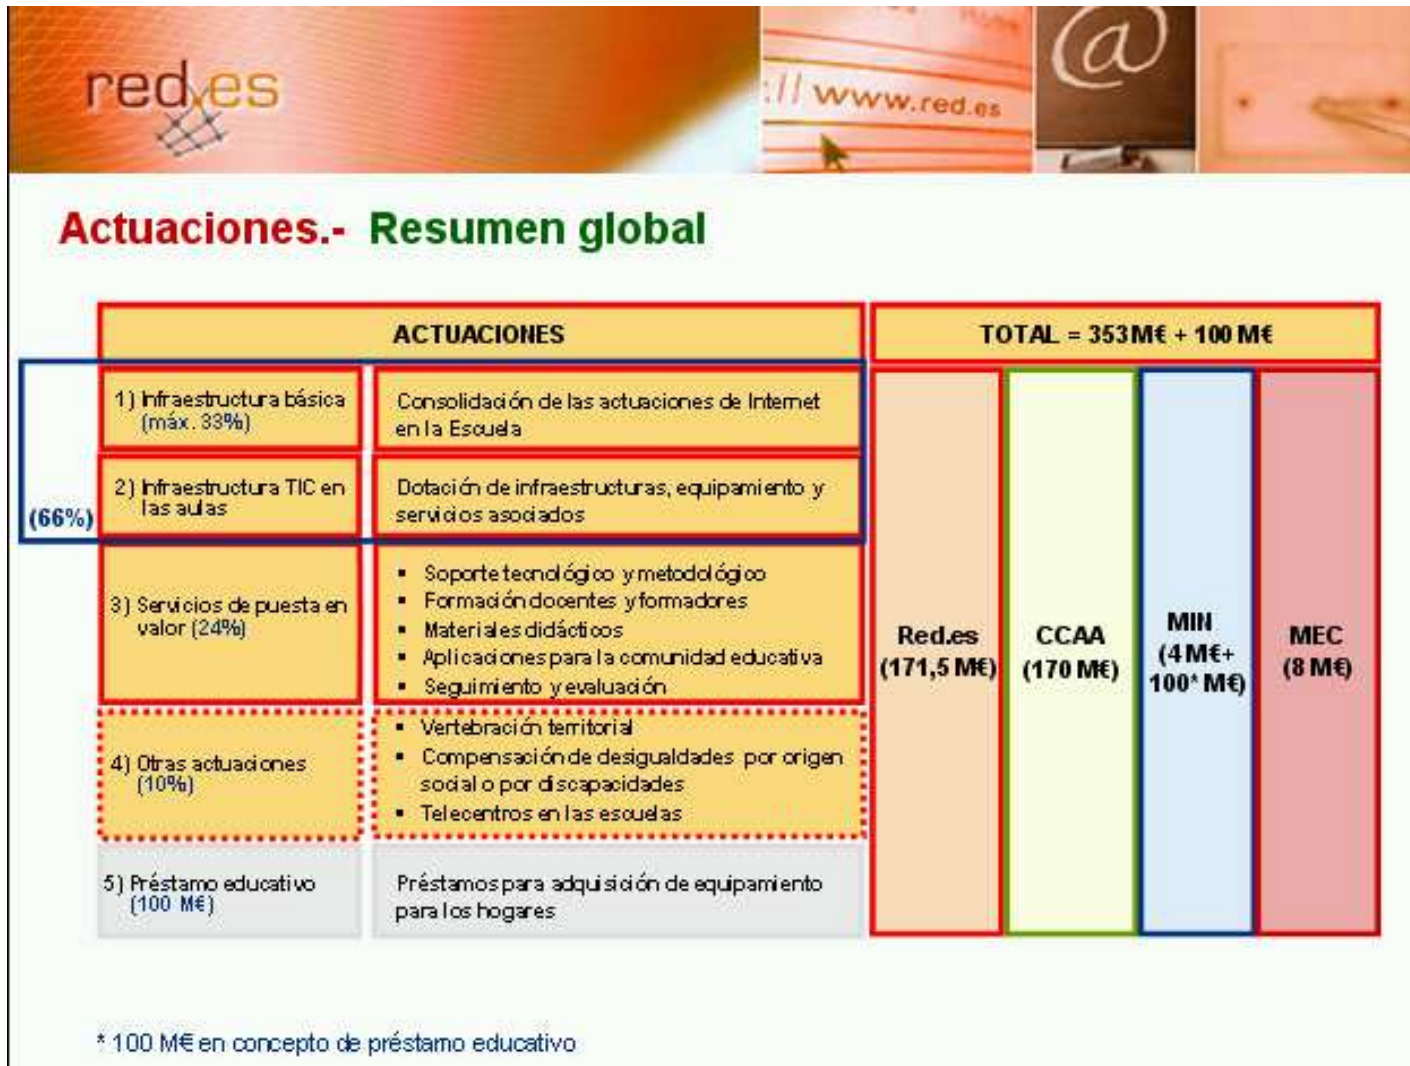 red.es
:// www.red.es
@
Actuaciones.- Resumen global
ACTUACIONES
TOTAL = 353 M€ + 100 M€
1) Infraestructura básica
(máx. 33%)
Consolidación de las actuaciones de Internet
en la Escuela
2) Infraestructura TIC en
las aulas
Dotación de infraestructuras, equipamiento y
servicios asociados
(66%)
3) Servicios de puesta en
valor (24%)
▪ Soporte tecnológico y metodológico
▪ Formación docentes y formadores
▪ Materiales didácticos
▪ Aplicaciones para la comunidad educativa
▪ Seguimiento y evaluación
4) Otras actuaciones
(10%)
▪ Vertebración territorial
▪ Compensación de desigualdades por origen
social o por discapacidades
▪ Telecentros en las escuelas
5) Préstamo educativo
(100 M€)
Préstamos para adquisición de equipamiento
para los hogares
Red.es
(171,5 M€)
CCAA
(170 M€)
MIN
(4 M€+
100* M€)
MEC
(8 M€)
* 100 M€ en concepto de préstamo educativo